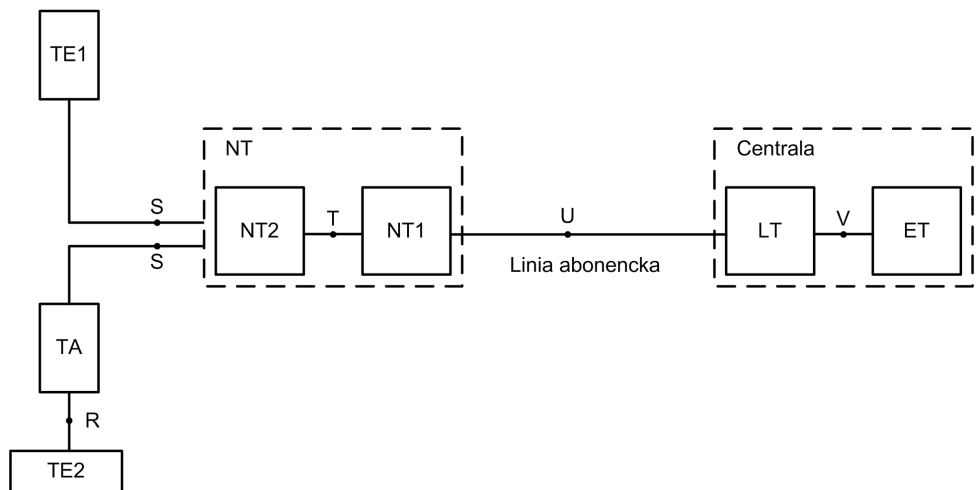 TE1
NT
Centrala
S
NT2
T
NT1
U
LT
V
ET
S
Linia abonencka
TA
R
TE2